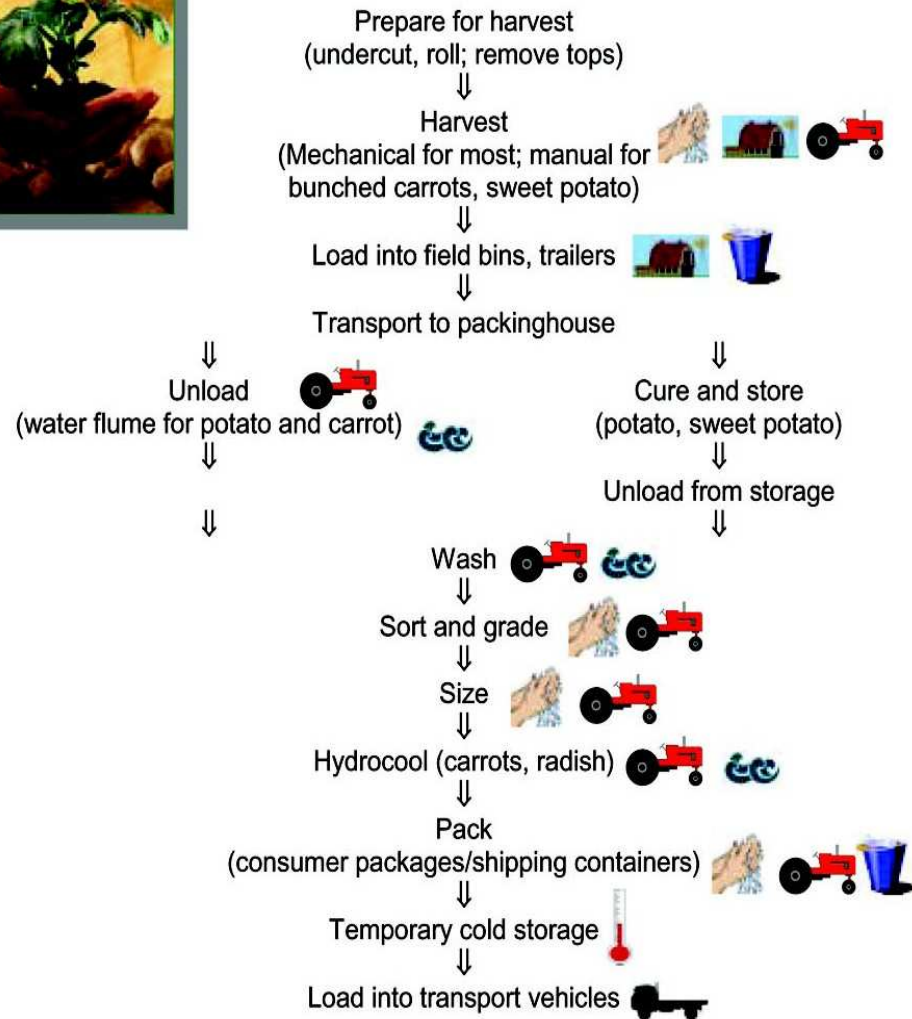 Prepare for harvest
(undercut, roll; remove tops)
⇓
Harvest
(Mechanical for most; manual for
bunched carrots, sweet potato)
⇓
Load into field bins, trailers
⇓
Transport to packinghouse
⇓ ⇓
Unload
(water flume for potato and carrot)
⇓
⇓
Cure and store
(potato, sweet potato)
⇓
Unload from storage
⇓
Wash
⇓
Sort and grade
⇓
Size
⇓
Hydrocool (carrots, radish)
⇓
Pack
(consumer packages/shipping containers)
⇓
Temporary cold storage
⇓
Load into transport vehicles